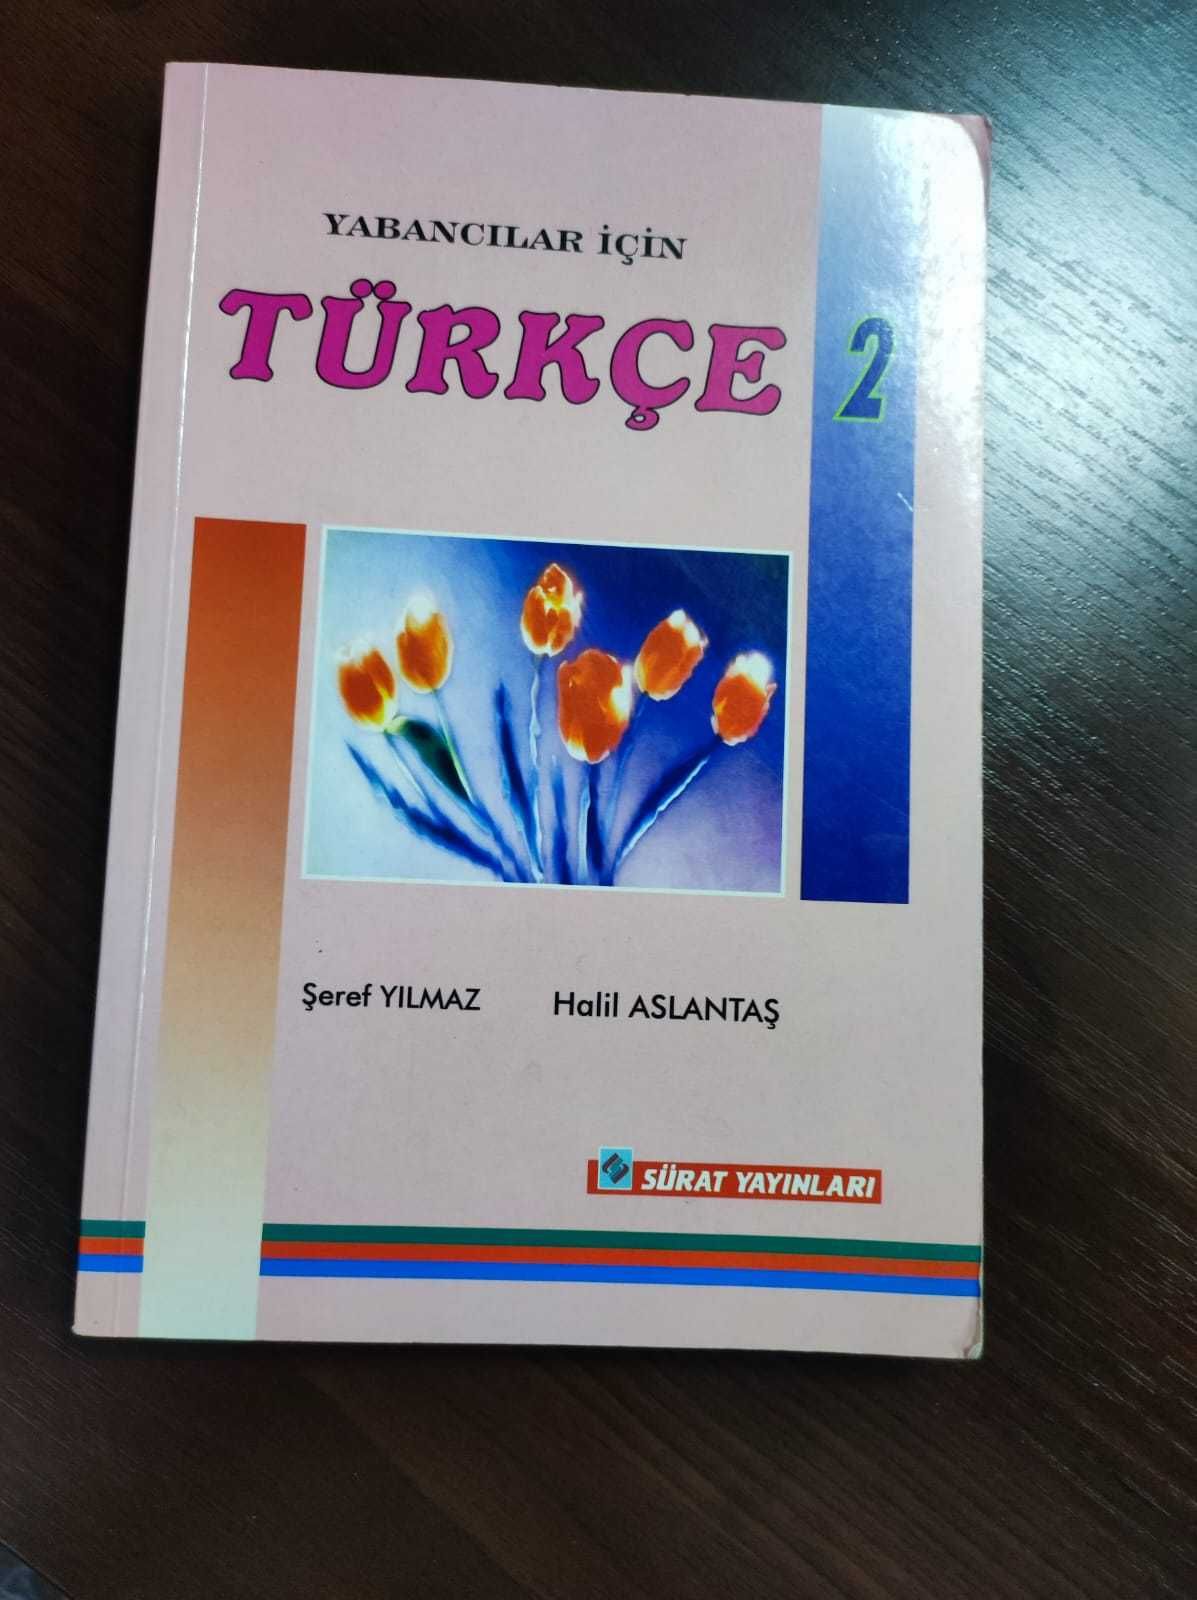 YABANCILAR İÇİN
TÜRKÇE 2
Şeref YILMAZ Halil ASLANTAŞ
SÜRAT YAYINLARI